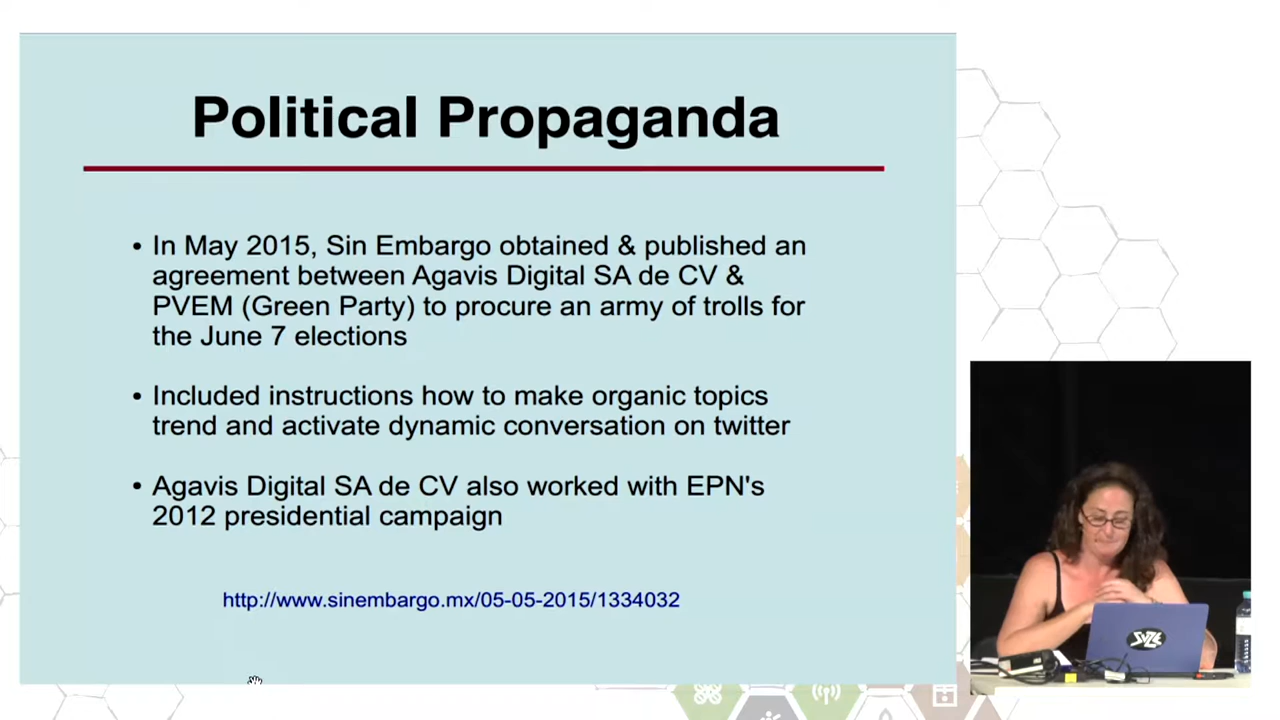 Political Propaganda
• In May 2015, Sin Embargo obtained & published an
agreement between Agavis Digital SA de CV &
PVEM (Green Party) to procure an army of trolls for
the June 7 elections
• Included instructions how to make organic topics
trend and activate dynamic conversation on twitter
• Agavis Digital SA de CV also worked with EPN's
2012 presidential campaign
http://www.sinembargo.mx/05-05-2015/1334032